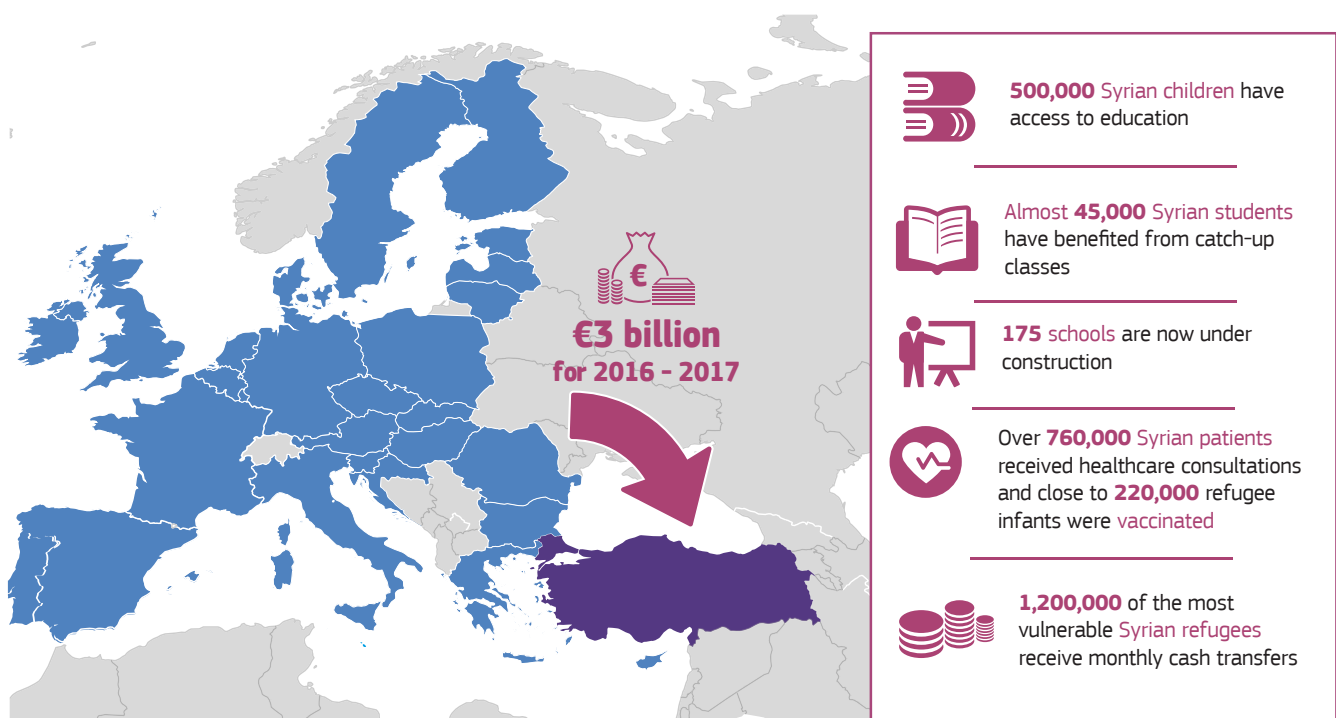 €
€3 billion
for 2016 - 2017
500,000 Syrian children have
access to education
Almost 45,000 Syrian students
have benefited from catch-up
classes
175 schools are now under
construction
Over 760,000 Syrian patients
received healthcare consultations
and close to 220,000 refugee
infants were vaccinated
1,200,000 of the most
vulnerable Syrian refugees
receive monthly cash transfers